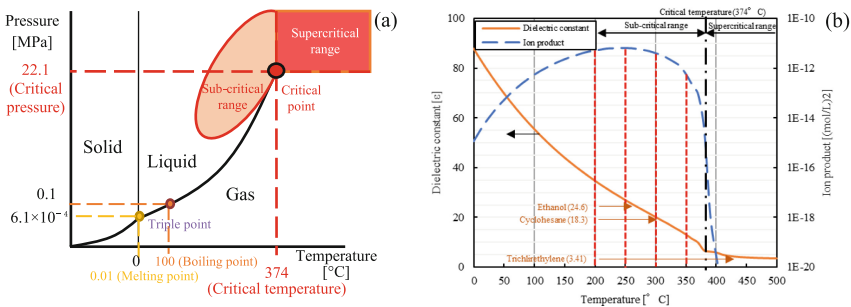 Pressure
[MPa]
(a)
Supercritical
range
22.1
(Critical
pressure)
Sub-critical
range
Critical
point
Solid
Liquid
Gas
0.1
6.1×10⁻⁴
Triple point
0
100 (Boiling point)
0.01 (Melting point)
374
(Critical temperature)
Temperature
[°C]
Critical temperature(374° C)
(b)
Dielectric constant
Ion product
Sub-critical range
Supercritical range
100
80
60
40
20
0
Dielectric constant [ε]
1E-10
1E-12
1E-14
1E-16
1E-18
1E-20
Ion product [(mol/L)2]
Ethanol (24.6)
Cyclohesane (18.3)
Trichlirethylene (3.41)
0 50 100 150 200 250 300 350 400 450 500
Temperature [° C]